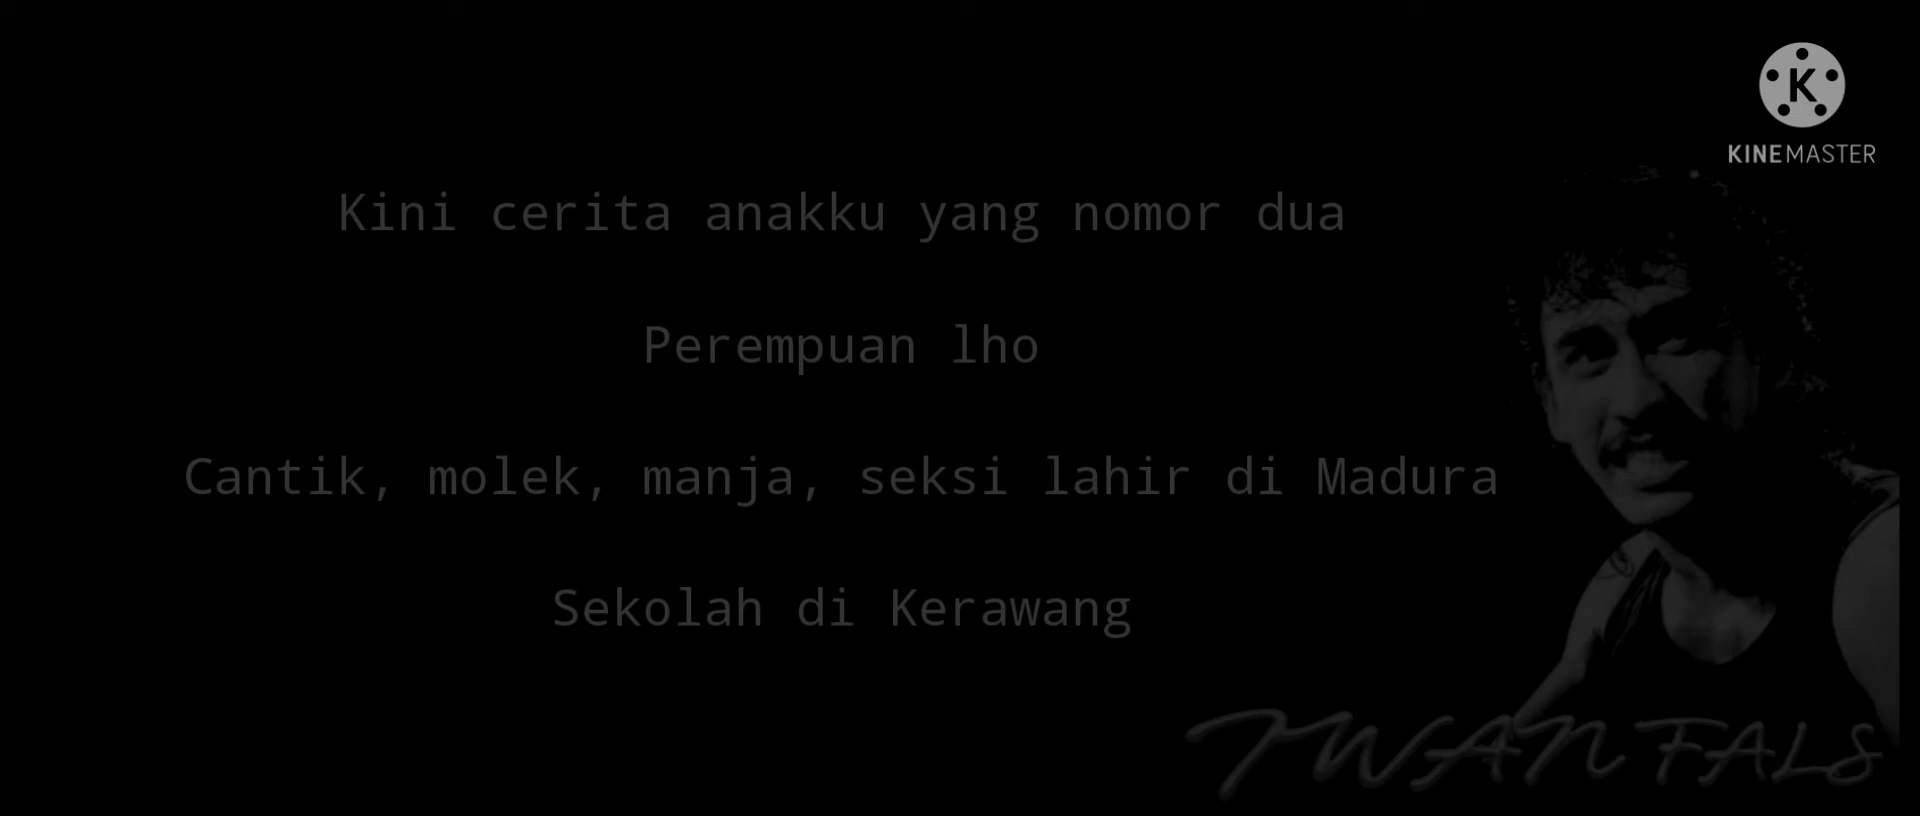 KINEMASTER
Kini cerita anakku yang nomor dua
Perempuan lho
Cantik, molek, manja, seksi lahir di Madura
Sekolah di Kerawang
IWAN FALS